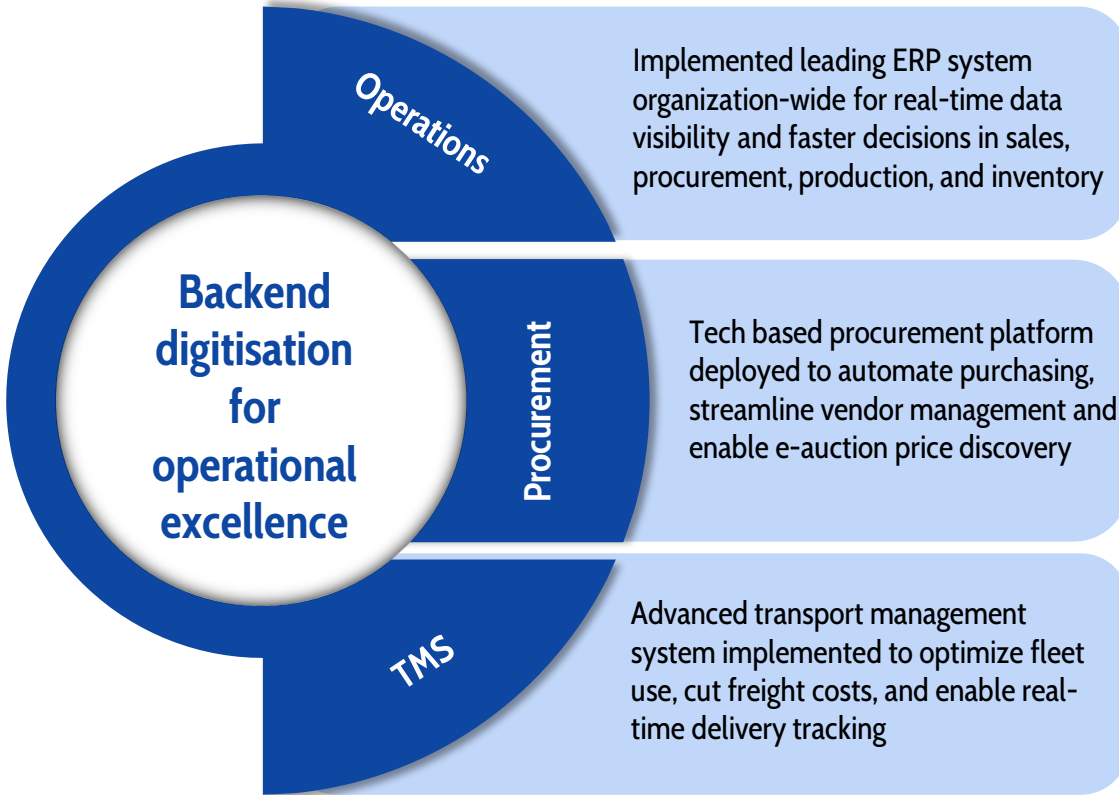 Backend
digitisation
for
operational
excellence
Operations
Implemented leading ERP system
organization-wide for real-time data
visibility and faster decisions in sales,
procurement, production, and inventory
Procurement
Tech based procurement platform
deployed to automate purchasing,
streamline vendor management and
enable e-auction price discovery
TMS
Advanced transport management
system implemented to optimize fleet
use, cut freight costs, and enable real-
time delivery tracking